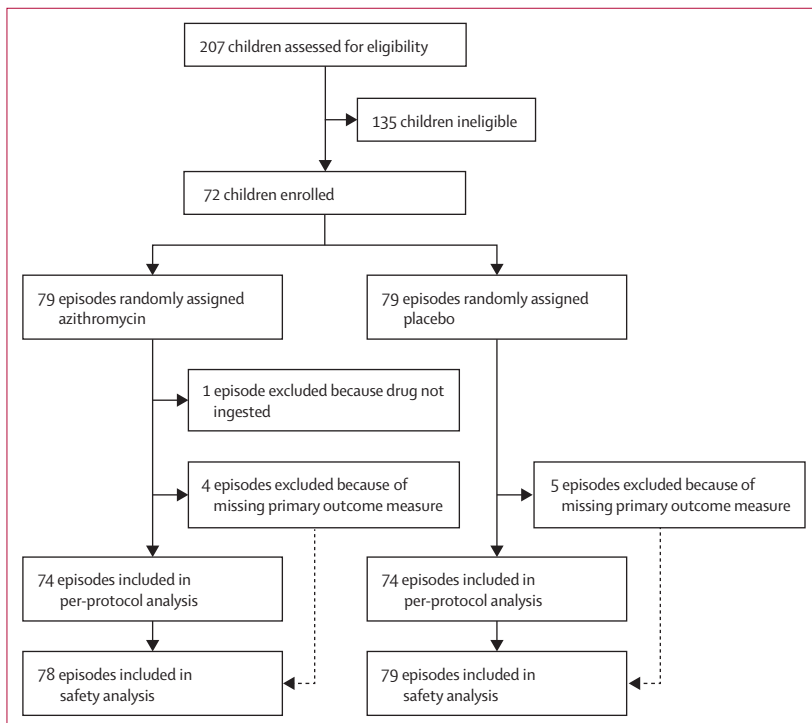 207 children assessed for eligibility
135 children ineligible
72 children enrolled
79 episodes randomly assigned
azithromycin
79 episodes randomly assigned
placebo
1 episode excluded because drug not
ingested
4 episodes excluded because of
missing primary outcome measure
5 episodes excluded because of
missing primary outcome measure
74 episodes included in
per-protocol analysis
74 episodes included in
per-protocol analysis
78 episodes included in
safety analysis
79 episodes included in
safety analysis